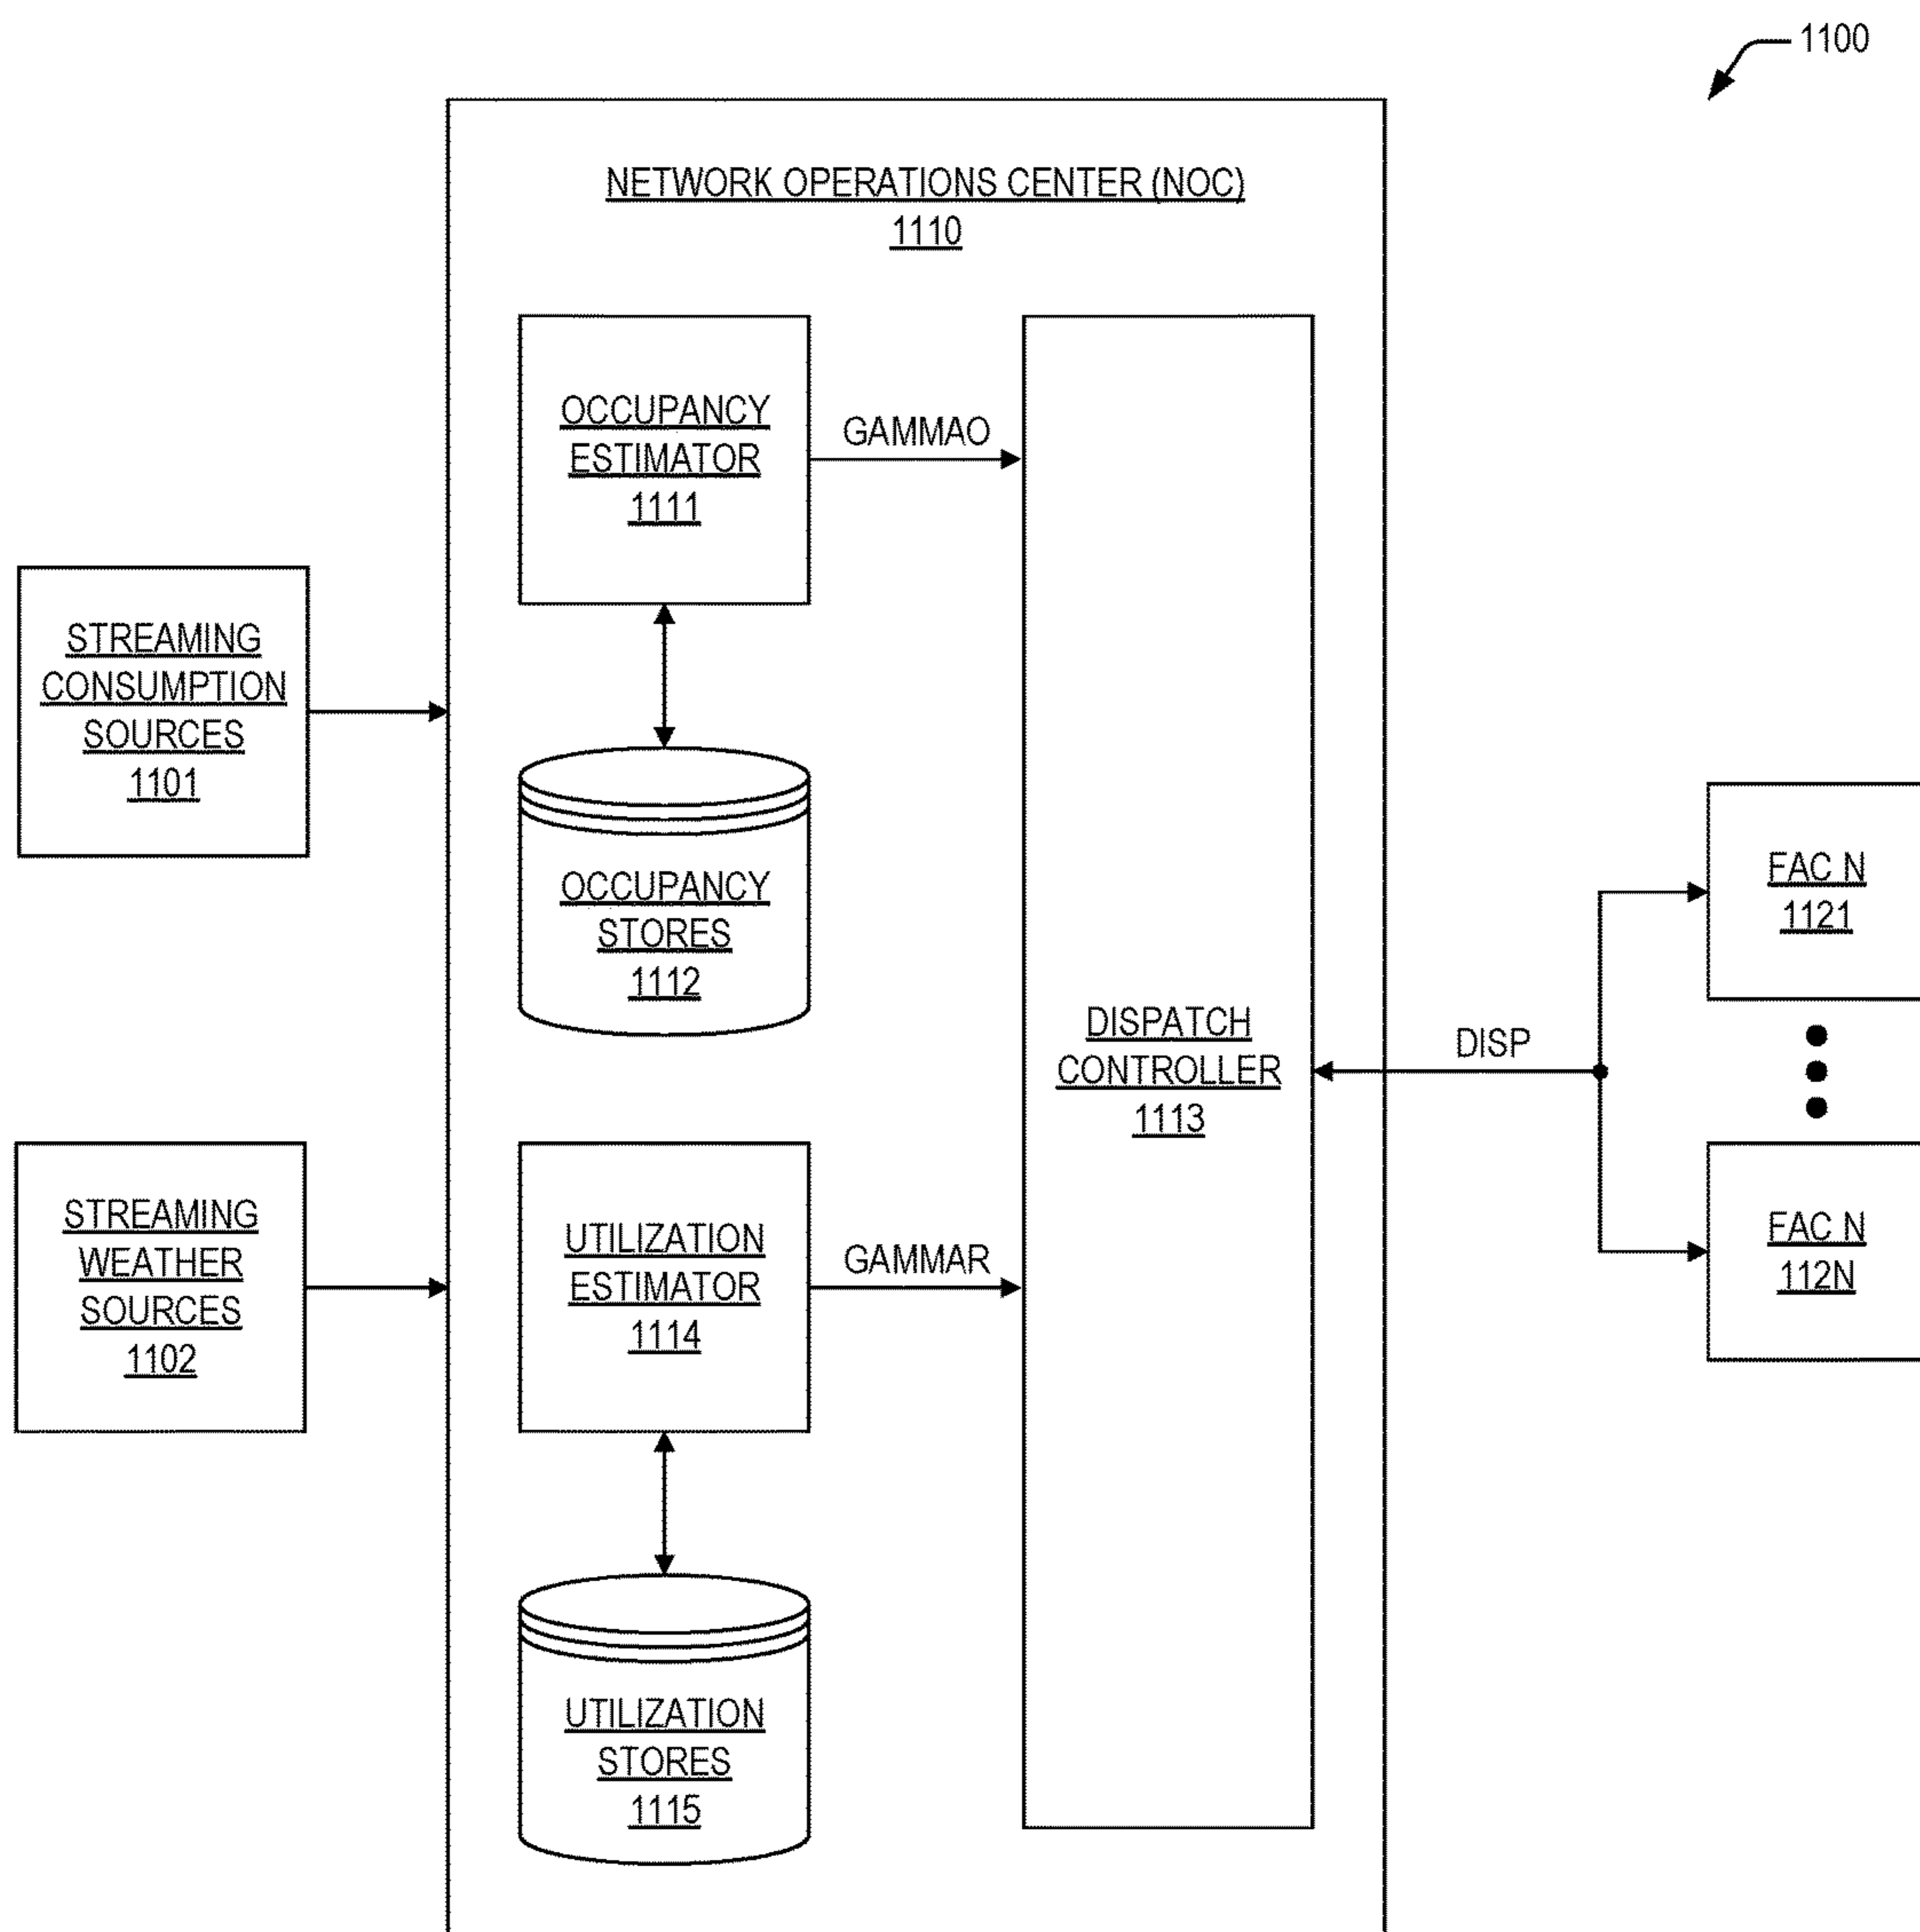 1100
NETWORK OPERATIONS CENTER (NOC)
1110
OCCUPANCY
ESTIMATOR
1111
GAMMAO
STREAMING
CONSUMPTION
SOURCES
1101
OCCUPANCY
STORES
1112
DISPATCH
CONTROLLER
1113
DISP
FAC N
1121
FAC N
112N
STREAMING
WEATHER
SOURCES
1102
UTILIZATION
ESTIMATOR
1114
GAMMAR
UTILIZATION
STORES
1115